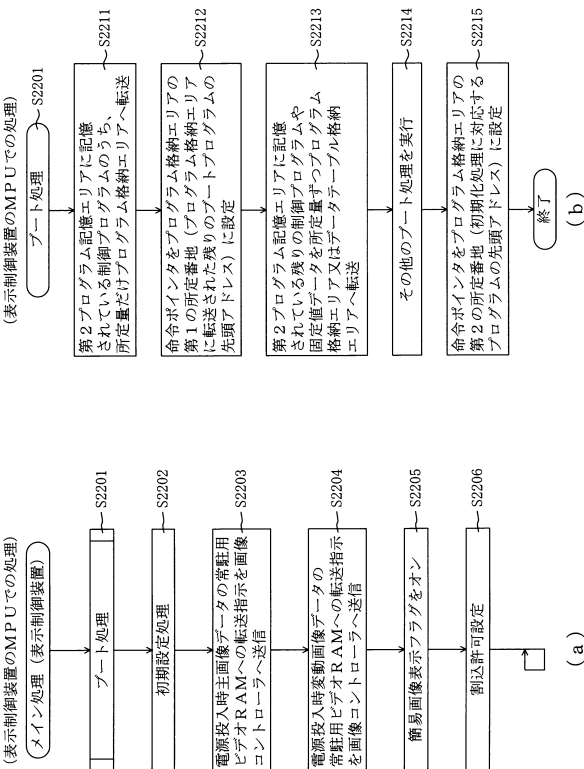 (表示制御装置のMPUでの処理)
メイン処理(表示制御装置)
ブート処理
S2201
初期設定処理
S2202
電源投入時主画像データの常駐用
ビデオRAMへの転送指示を画像
コントローラへ送信
S2203
電源投入時変動画像データの
常駐用ビデオRAMへの転送指示
を画像コントローラへ送信
S2204
簡易画像表示フラグをオン
S2205
割込許可設定
S2206
(a)
(表示制御装置のMPUでの処理)
ブート処理
S2201
第2プログラム記憶エリアに記憶
されている制御プログラムのうち、
所定量だけプログラム格納エリアへ転送
S2211
命令ポインタをプログラム格納エリアの
第1の所定番地(プログラム格納エリア
に転送された残りのブートプログラムの
先頭アドレス)に設定
S2212
第2プログラム記憶エリアに記憶
されている残りの制御プログラムや
固定値データを所定量ずつプログラム
格納エリア又はデータテーブル格納
エリアへ転送
S2213
その他のブート処理を実行
S2214
命令ポインタをプログラム格納エリアの
第2の所定番地(初期化処理に対応する
プログラムの先頭アドレス)に設定
S2215
終了
(b)